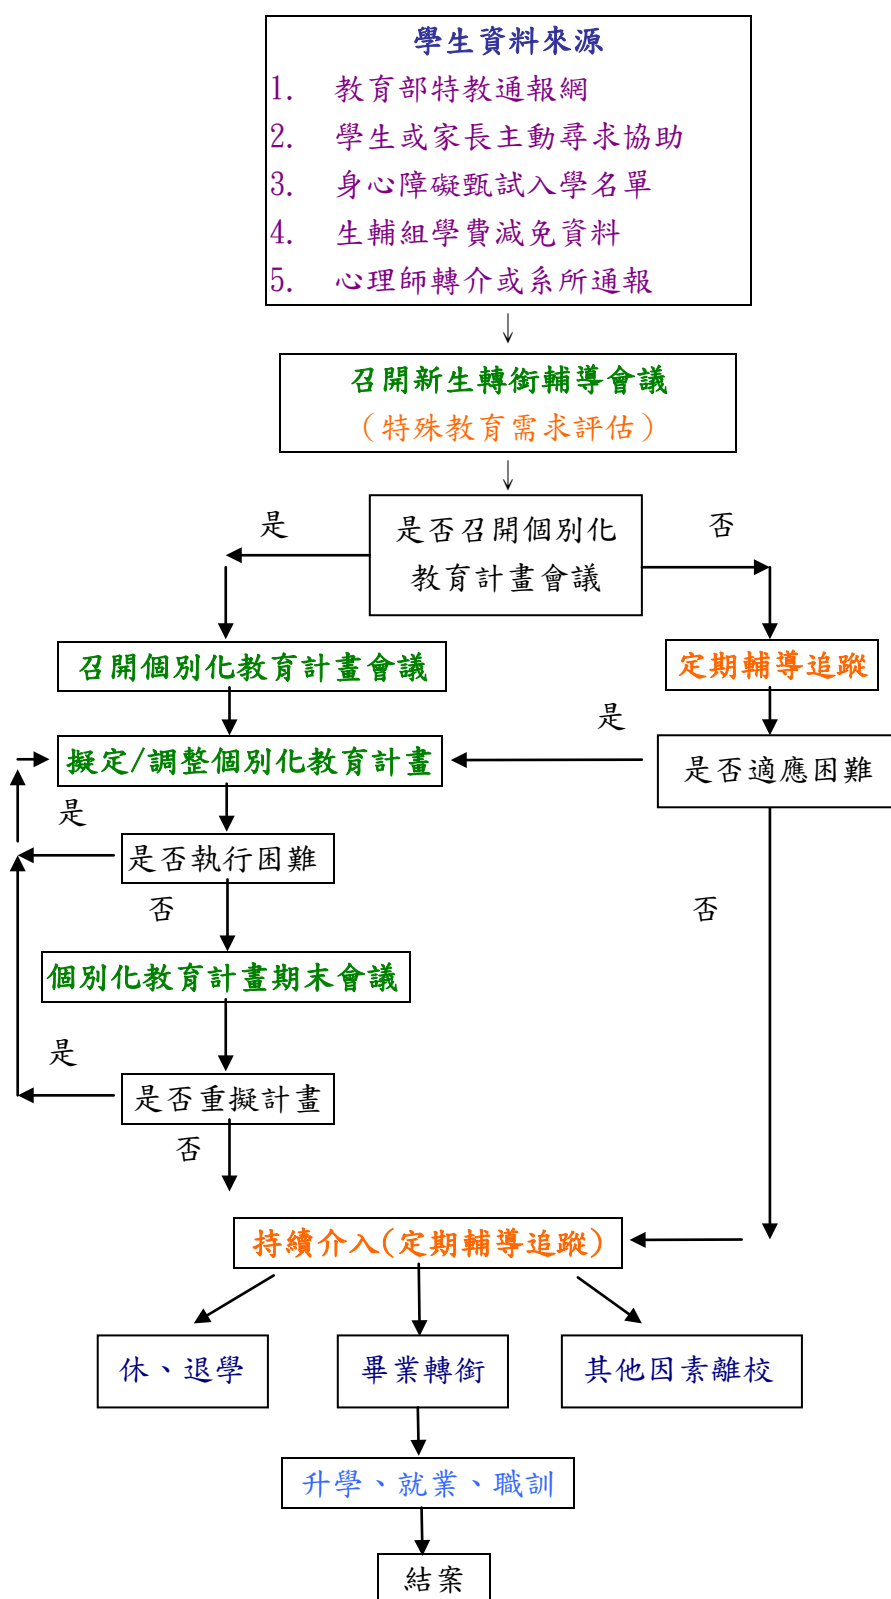 學生資料來源
1. 教育部特教通報網
2. 學生或家長主動尋求協助
3. 身心障礙甄試入學名單
4. 生輔組學費減免資料
5. 心理師轉介或系所通報
召開新生轉銜輔導會議
（特殊教育需求評估）
是否召開個別化
教育計畫會議
是
否
召開個別化教育計畫會議
定期輔導追蹤
是
擬定/調整個別化教育計畫
是否適應困難
是
是否執行困難
否
否
個別化教育計畫期末會議
是
是否重擬計畫
否
持續介入(定期輔導追蹤)
休、退學
畢業轉銜
其他因素離校
升學、就業、職訓
結案